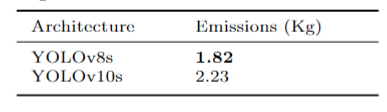 Architecture Emissions (Kg)
YOLOv8s 1.82
YOLOv10s 2.23